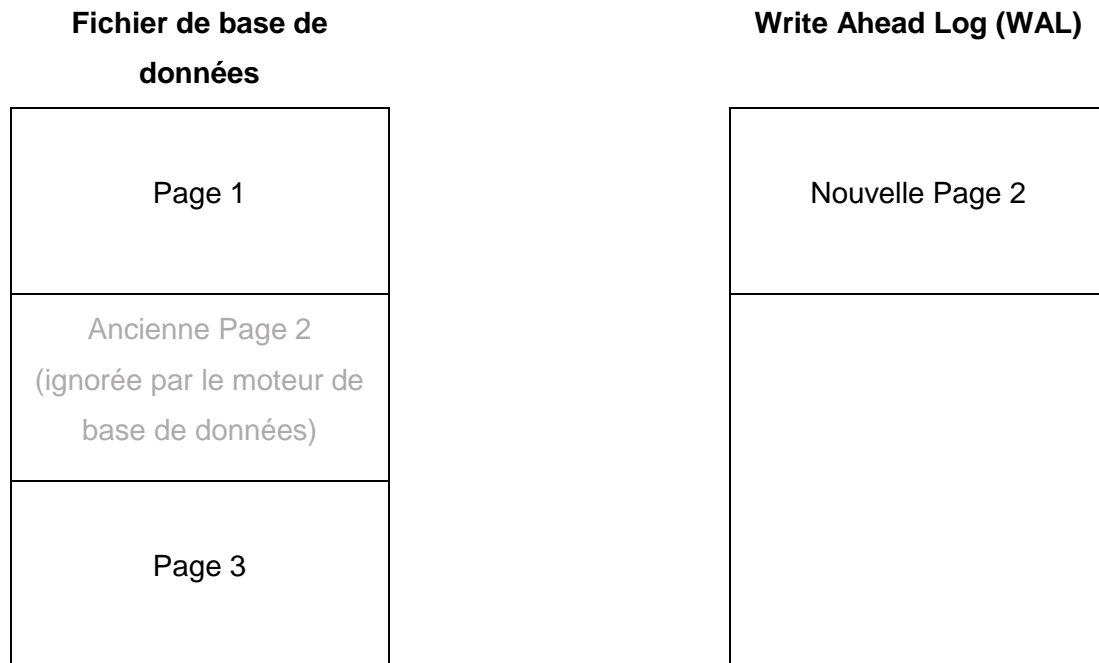 Fichier de base de
données
Write Ahead Log (WAL)
Page 1
Nouvelle Page 2
Ancienne Page 2
(ignorée par le moteur de
base de données)
Page 3